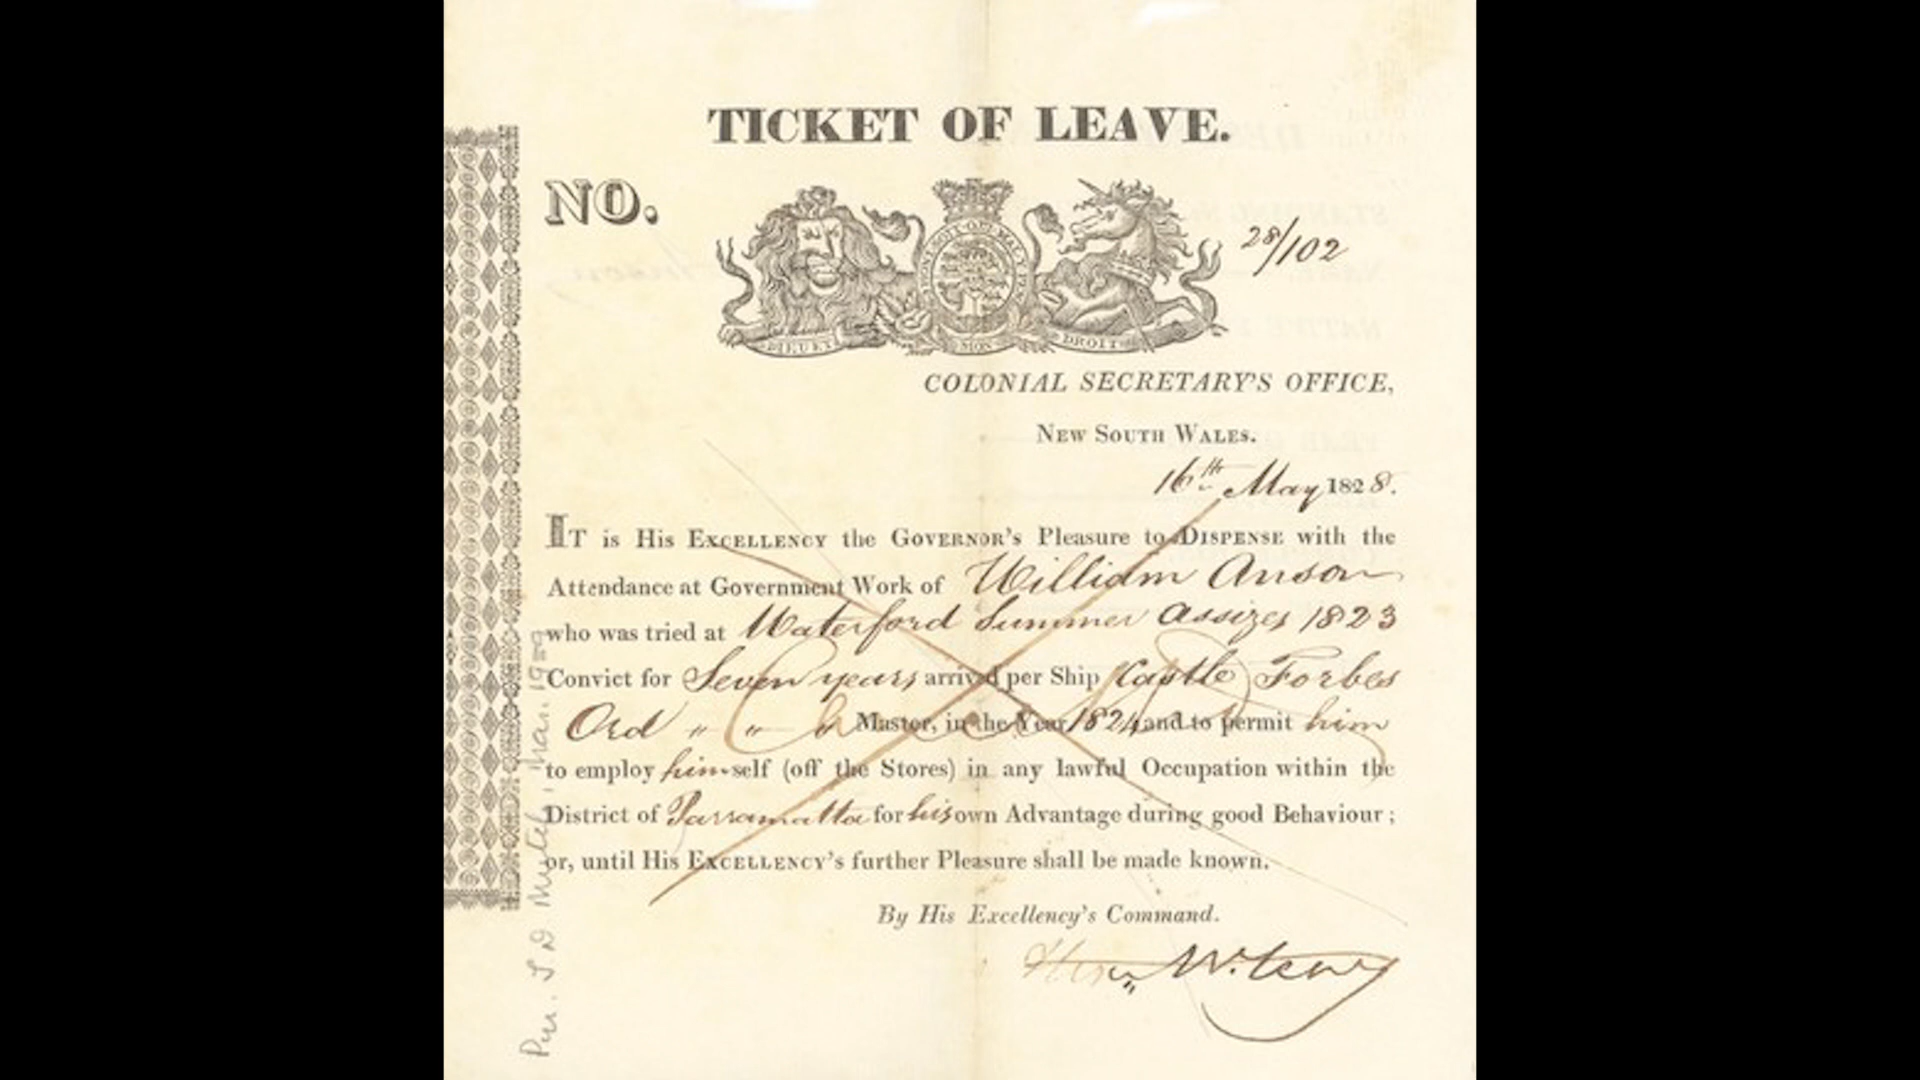 TICKET OF LEAVE.
NO.
28/102
DIEU ET MON DROIT
COLONIAL SECRETARY'S OFFICE,
NEW SOUTH WALES.
16th May 1828.
IT is His EXCELLENCY the GOVERNOR's Pleasure to DISPENSE with the
Attendance at Government Work of William Anson
who was tried at Waterford Summer Assizes 1823
Convict for Seven years arrived per Ship Castle Forbes
Ord " " " Master, in the Year 1824 and to permit him
to employ himself (off the Stores) in any lawful Occupation within the
District of Parramatta for his own Advantage during good Behaviour;
or, until His EXCELLENCY's further Pleasure shall be made known.
By His Excellency's Command.